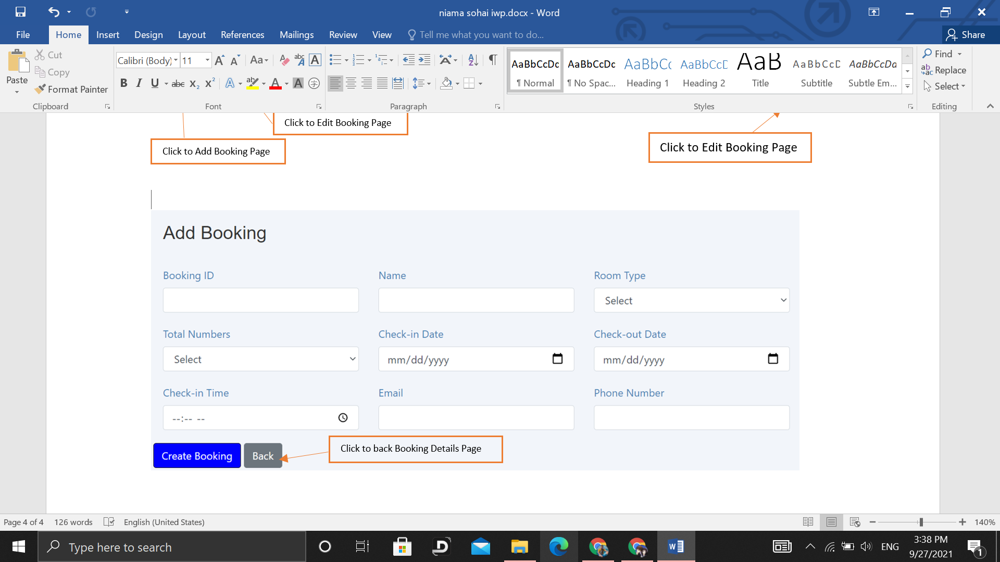 niama sohai iwp.docx - Word
File Home Insert Design Layout References Mailings Review View Tell me what you want to do... Share
Paste Cut Copy Format Painter
Calibri (Body) 11
AaBbCcDc AaBbCcDc AaBbCc AaBbCcD AaB AaBbCcD AaBbCcDd
¶ Normal ¶ No Spac... Heading 1 Heading 2 Title Subtitle Subtle Em...
Find Replace Select
Clipboard Font Paragraph Styles Editing
Click to Edit Booking Page
Click to Edit Booking Page
Click to Add Booking Page
Add Booking
Booking ID Name Room Type
Select
Total Numbers Check-in Date Check-out Date
Select mm/dd/yyyy mm/dd/yyyy
Check-in Time Email Phone Number
--:-- --
Click to back Booking Details Page
Create Booking Back
Page 4 of 4 126 words English (United States) 140%
Type here to search
ENG 3:38 PM
9/27/2021 1